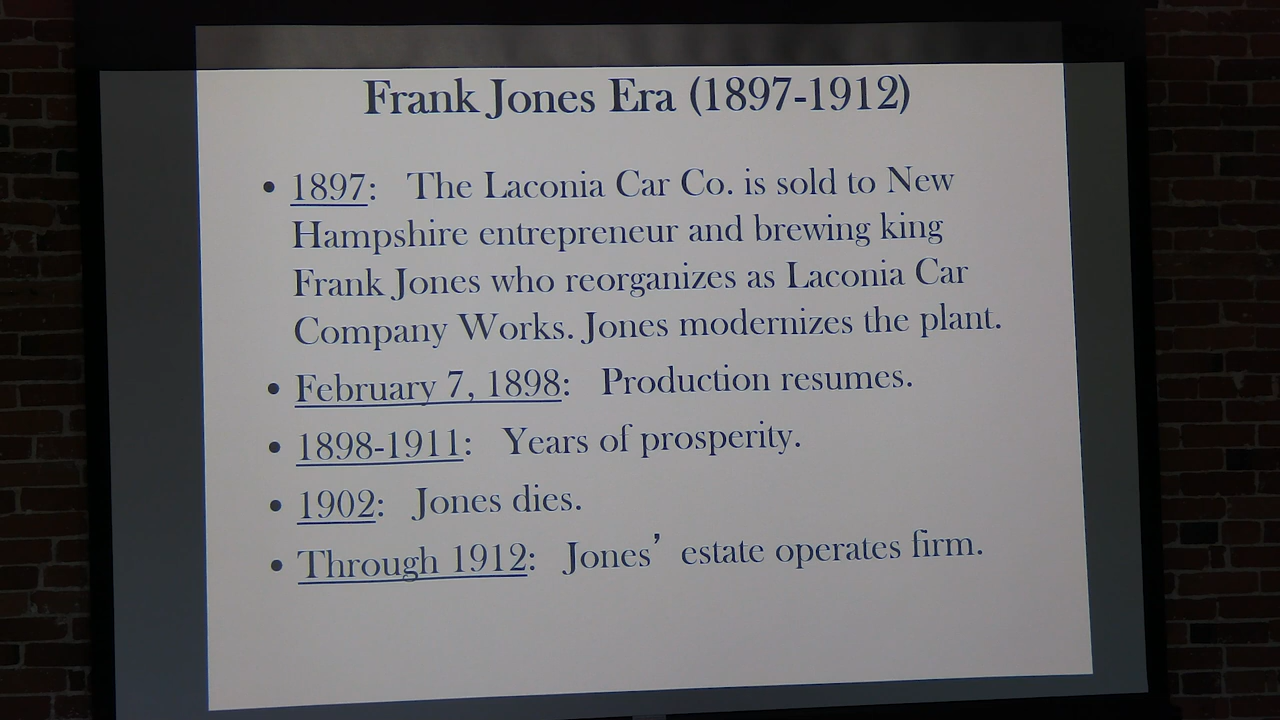 Frank Jones Era (1897-1912)
• 1897: The Laconia Car Co. is sold to New
Hampshire entrepreneur and brewing king
Frank Jones who reorganizes as Laconia Car
Company Works. Jones modernizes the plant.
• February 7, 1898: Production resumes.
• 1898-1911: Years of prosperity.
• 1902: Jones dies.
• Through 1912: Jones’ estate operates firm.